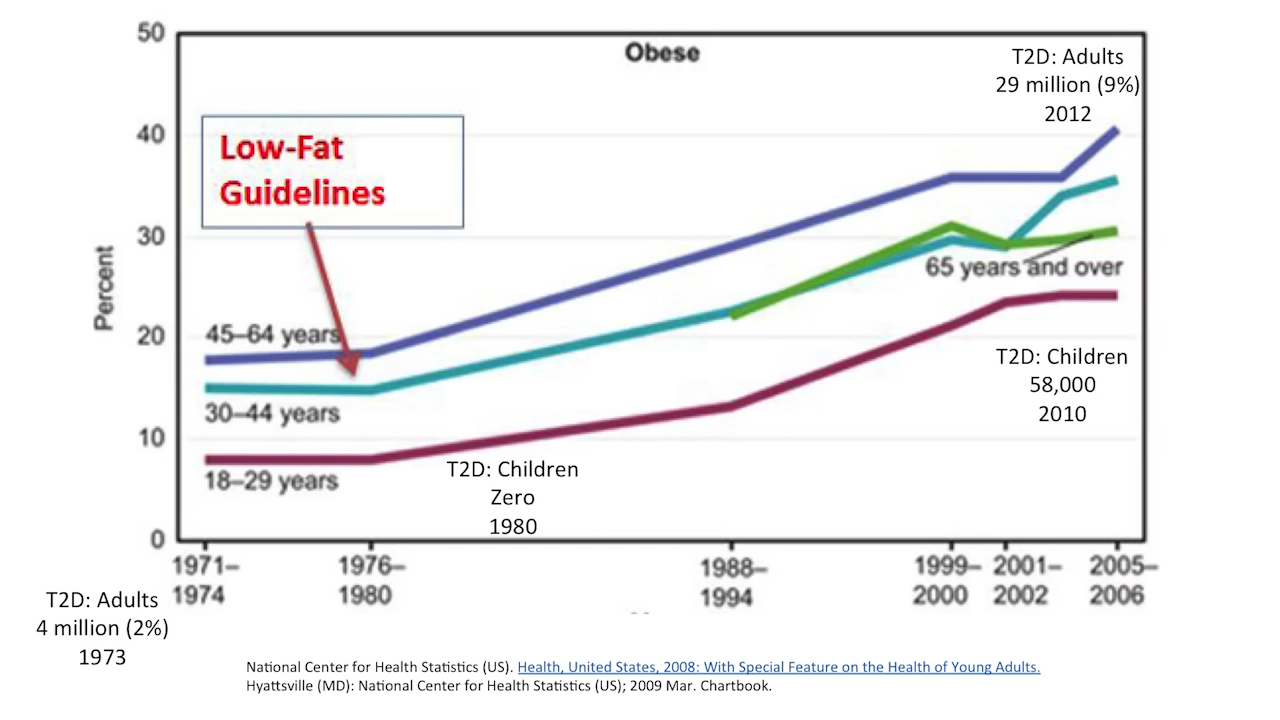 Obese
T2D: Adults
29 million (9%)
2012
Low-Fat
Guidelines
50
40
30
20
10
0
Percent
45–64 years
30–44 years
18–29 years
65 years and over
T2D: Children
58,000
2010
T2D: Children
Zero
1980
1971–
1974
1976–
1980
1988–
1994
1999–
2000
2001–
2002
2005–
2006
T2D: Adults
4 million (2%)
1973
National Center for Health Statistics (US). Health, United States, 2008: With Special Feature on the Health of Young Adults.
Hyattsville (MD): National Center for Health Statistics (US); 2009 Mar. Chartbook.